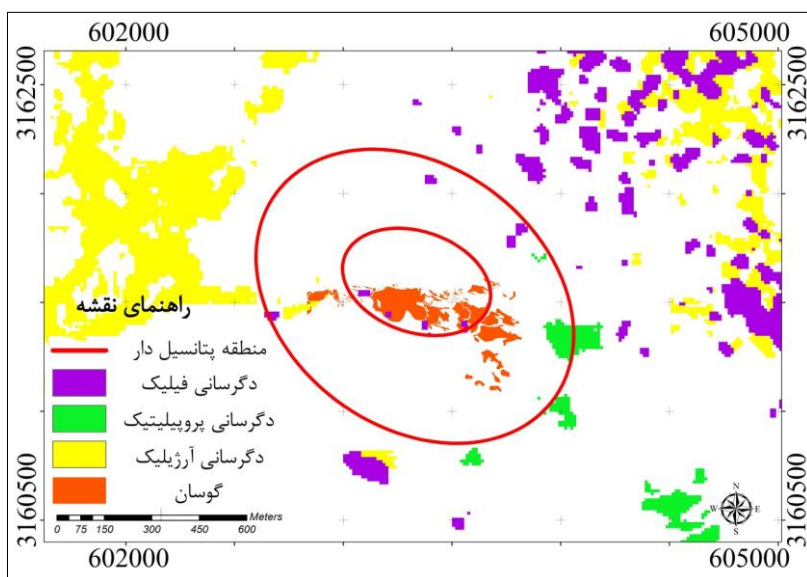 602000 605000
3162500 3162500
راهنمای نقشه
منطقه پتانسیل دار
دگرسانی فیلیک
دگرسانی پروپیلیتیک
دگرسانی آرژیلیک
گوسان
Meters
0 75 150 300 450 600
3160500 3160500
N
W E
S
602000 605000